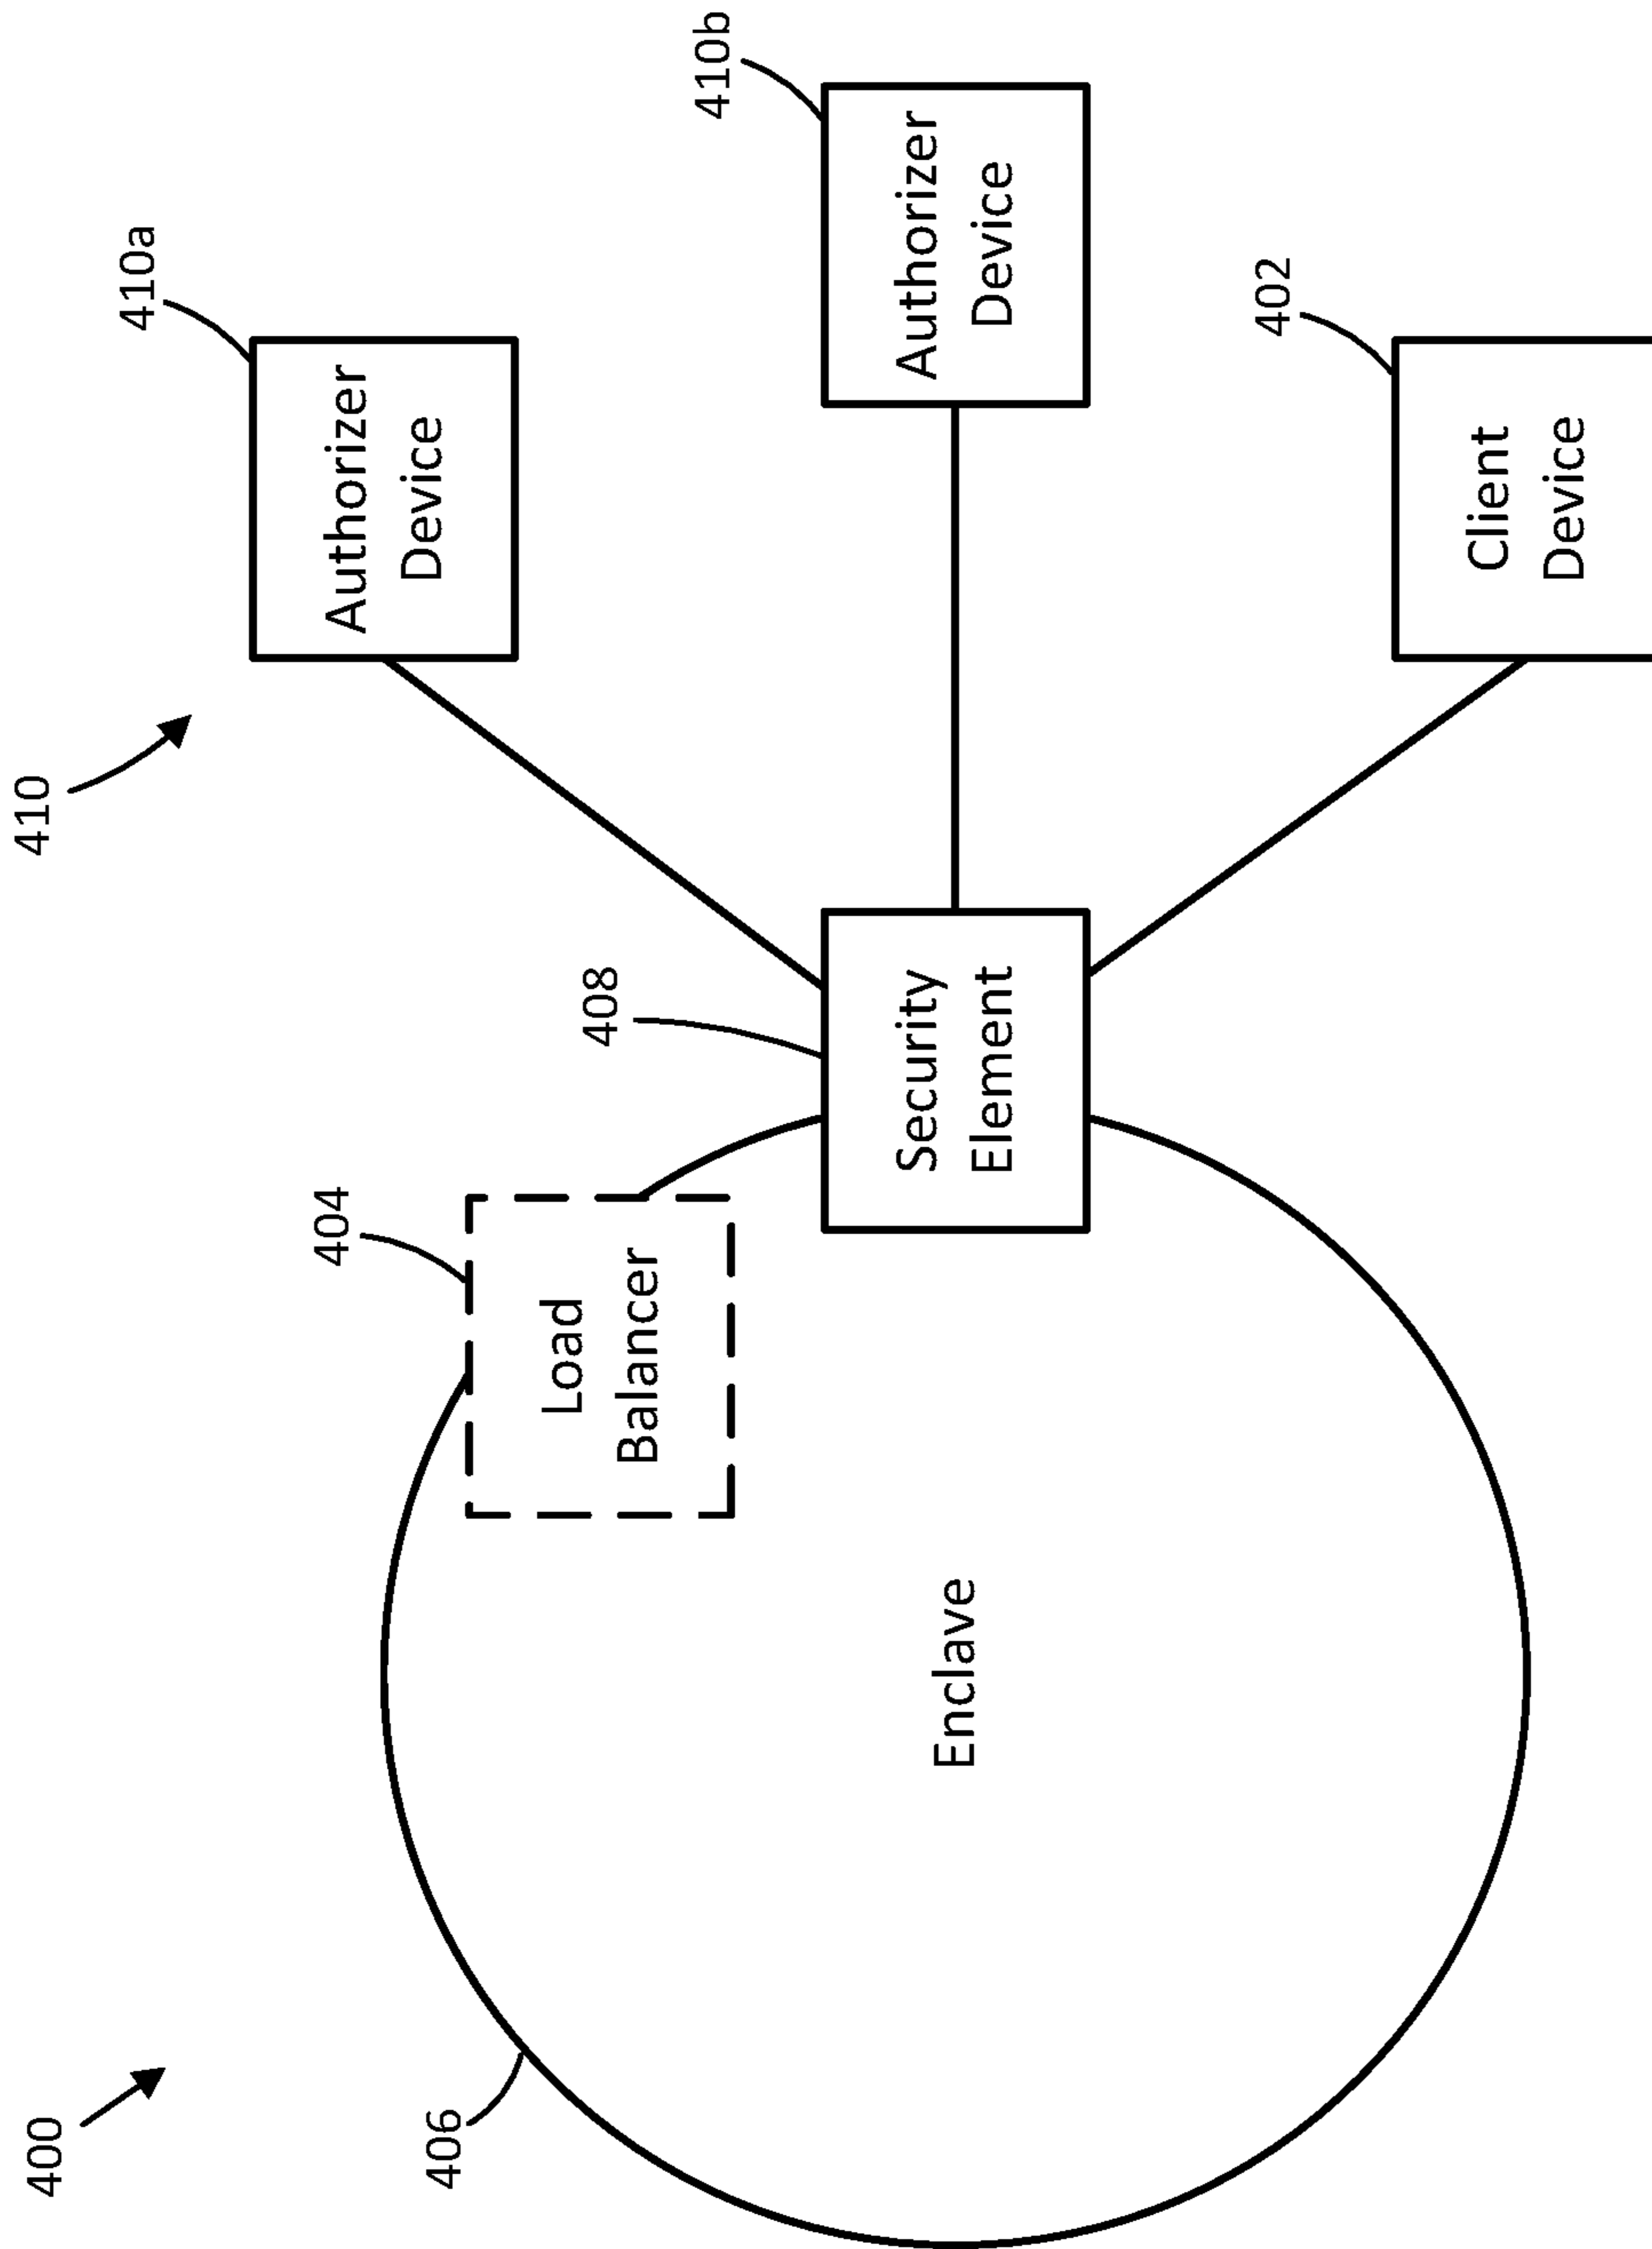 400
410
410a
406
404
408
410b
Authorizer
Device
Load
Balancer
Security
Element
Authorizer
Device
Enclave
402
Client
Device